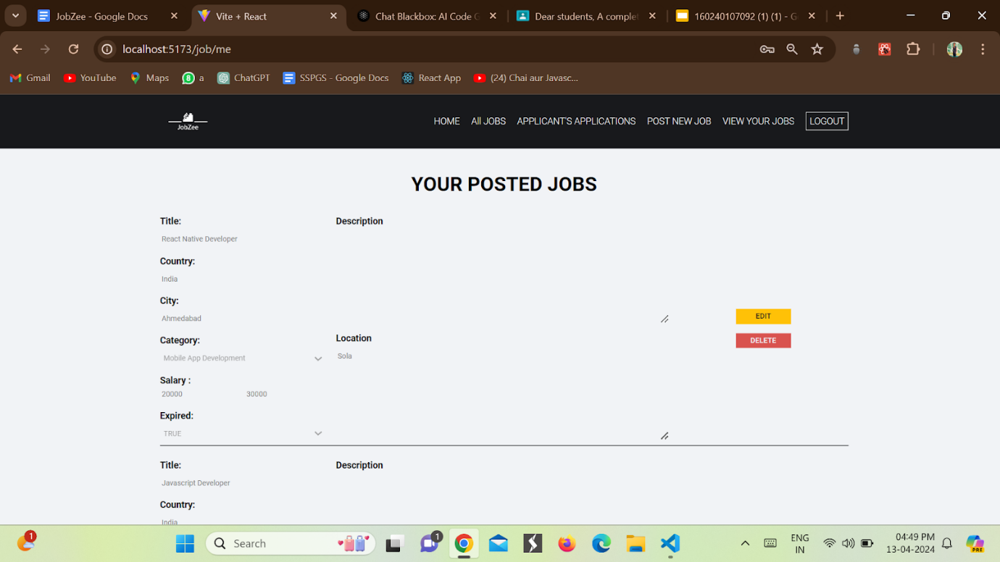 JobZee - Google Docs
Vite + React
Chat Blackbox: AI Code G
Dear students, A complet
160240107092 (1) (1) - G
localhost:5173/job/me
Gmail
YouTube
Maps
8
a
ChatGPT
SSPGS - Google Docs
React App
(24) Chai aur Javasc...
JobZee
HOME
All JOBS
APPLICANT'S APPLICATIONS
POST NEW JOB
VIEW YOUR JOBS
LOGOUT
YOUR POSTED JOBS
Title:
React Native Developer
Country:
India
City:
Ahmedabad
Category:
Mobile App Development
Salary :
20000 30000
Expired:
TRUE
Description
Location
Sola
EDIT
DELETE
Title:
Javascript Developer
Country:
India
Description
1
Search
1
ENG
IN
04:49 PM
13-04-2024
PRE